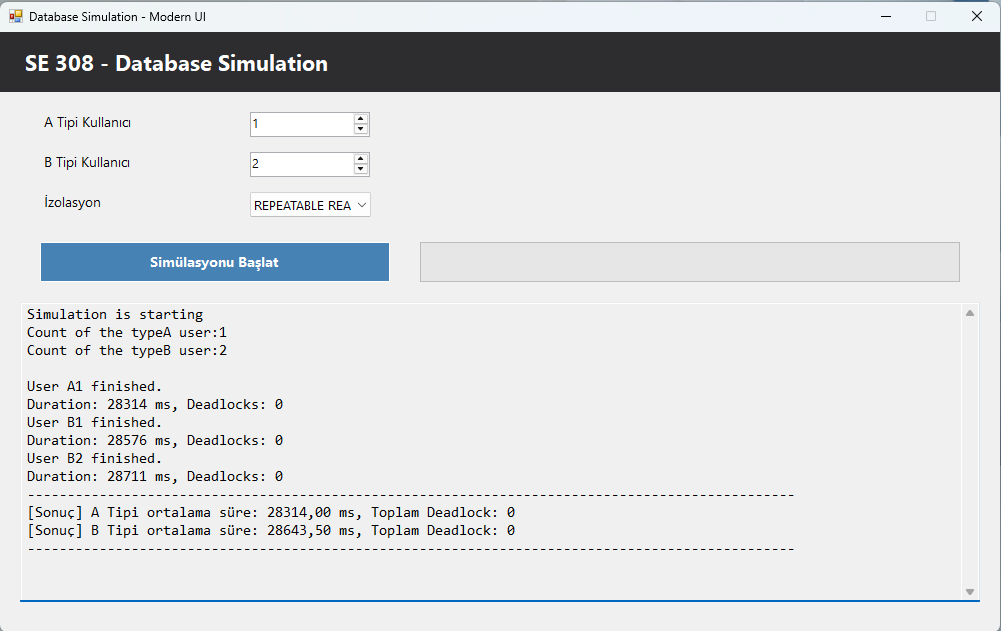 Database Simulation - Modern UI
SE 308 - Database Simulation
A Tipi Kullanıcı
1
B Tipi Kullanıcı
2
İzolasyon
REPEATABLE REA
Simülasyonu Başlat
Simulation is starting
Count of the typeA user:1
Count of the typeB user:2
User A1 finished.
Duration: 28314 ms, Deadlocks: 0
User B1 finished.
Duration: 28576 ms, Deadlocks: 0
User B2 finished.
Duration: 28711 ms, Deadlocks: 0
------------------------------------------------------------------------------------------------
[Sonuç] A Tipi ortalama süre: 28314,00 ms, Toplam Deadlock: 0
[Sonuç] B Tipi ortalama süre: 28643,50 ms, Toplam Deadlock: 0
------------------------------------------------------------------------------------------------